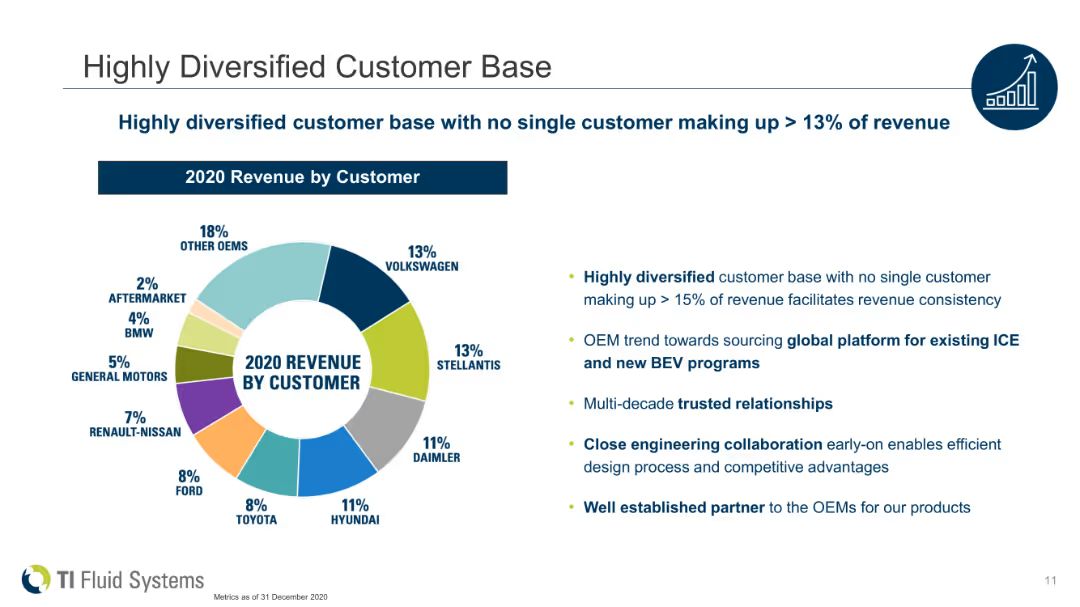 Highly Diversified Customer Base
Highly diversified customer base with no single customer making up > 13% of revenue
2020 Revenue by Customer
18%
OTHER OEMS
13%
VOLKSWAGEN
2%
AFTERMARKET
4%
BMW
5%
GENERAL MOTORS
7%
RENAULT-NISSAN
8%
FORD
8%
TOYOTA
11%
HYUNDAI
11%
DAIMLER
13%
STELLANTIS
2020 REVENUE
BY CUSTOMER
• Highly diversified customer base with no single customer
making up > 15% of revenue facilitates revenue consistency
• OEM trend towards sourcing global platform for existing ICE
and new BEV programs
• Multi-decade trusted relationships
• Close engineering collaboration early-on enables efficient
design process and competitive advantages
• Well established partner to the OEMs for our products
TI Fluid Systems
Metrics as of 31 December 2020
11